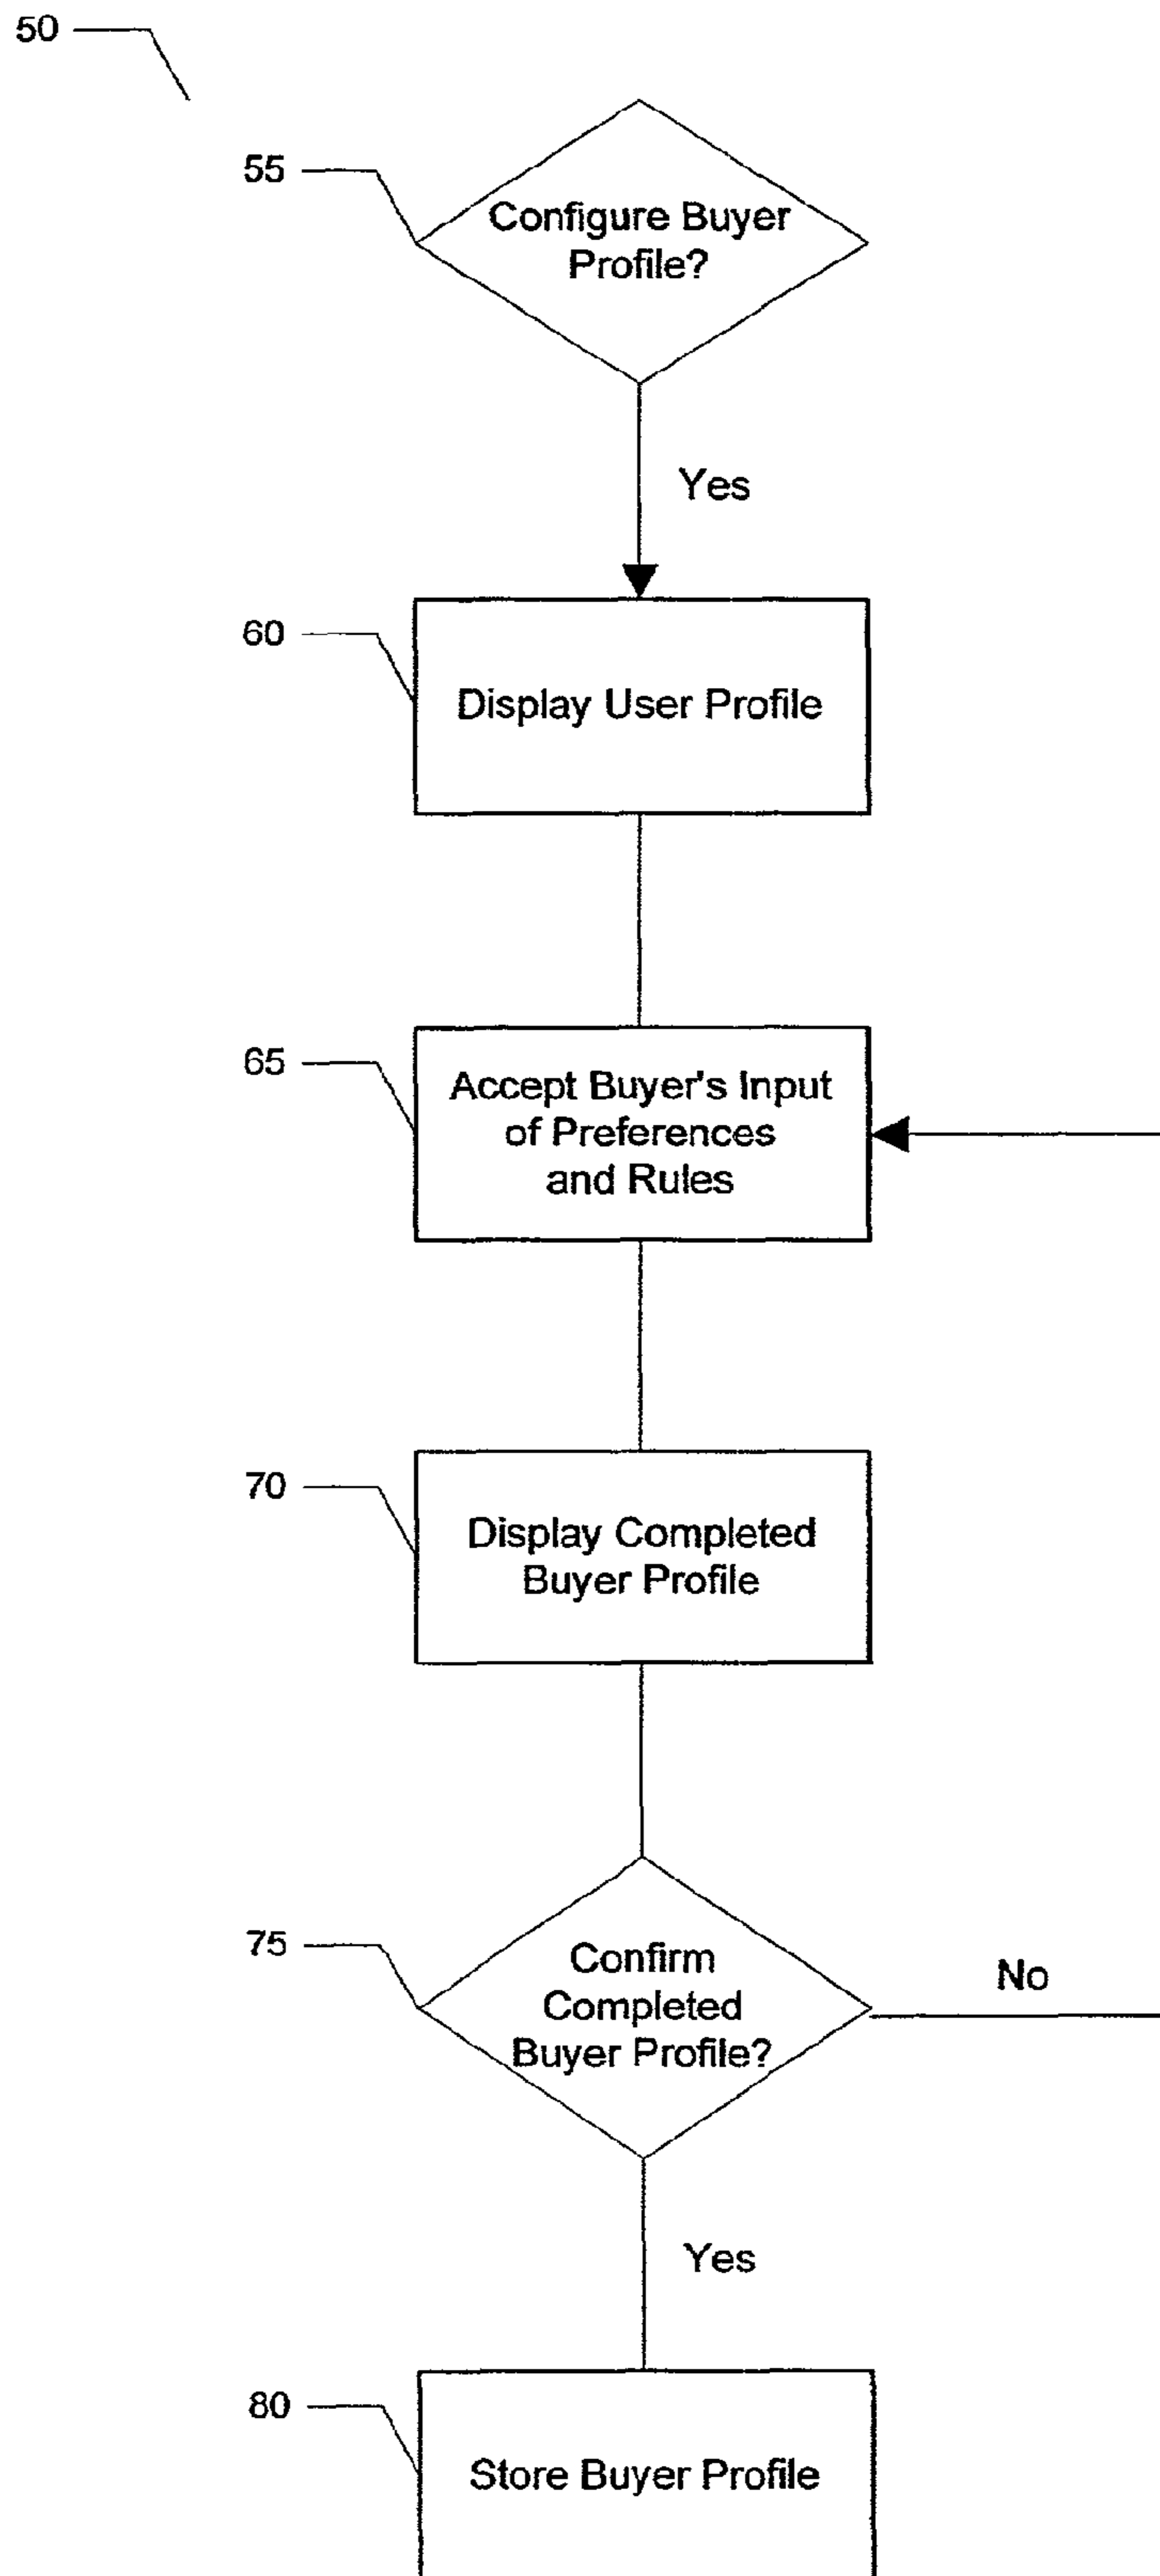 50
55
Configure Buyer
Profile?
Yes
60
Display User Profile
65
Accept Buyer's Input
of Preferences
and Rules
70
Display Completed
Buyer Profile
75
Confirm
Completed
Buyer Profile?
No
Yes
80
Store Buyer Profile